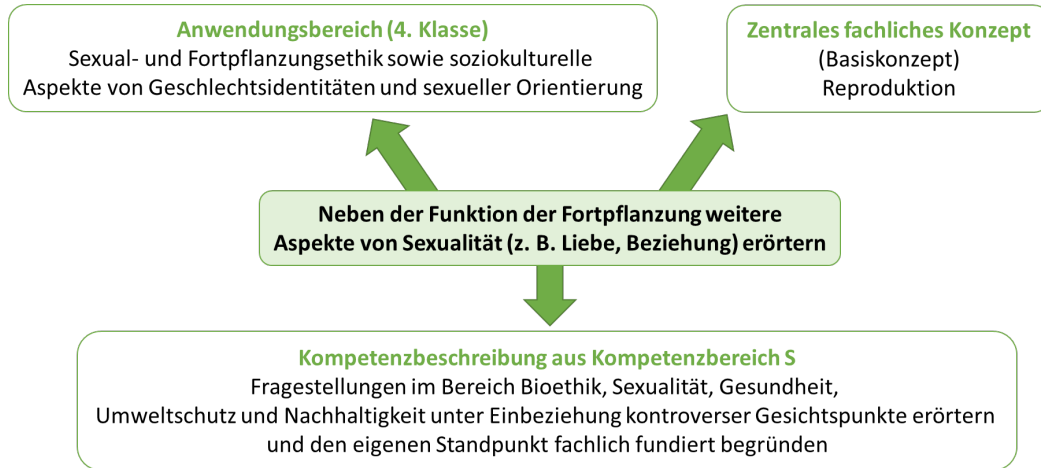 Anwendungsbereich (4. Klasse)
Sexual- und Fortpflanzungsethik sowie soziokulturelle
Aspekte von Geschlechtsidentitäten und sexueller Orientierung
Zentrales fachliches Konzept
(Basiskonzept)
Reproduktion
Neben der Funktion der Fortpflanzung weitere
Aspekte von Sexualität (z. B. Liebe, Beziehung) erörtern
Kompetenzbeschreibung aus Kompetenzbereich S
Fragestellungen im Bereich Bioethik, Sexualität, Gesundheit,
Umweltschutz und Nachhaltigkeit unter Einbeziehung kontroverser Gesichtspunkte erörtern
und den eigenen Standpunkt fachlich fundiert begründen